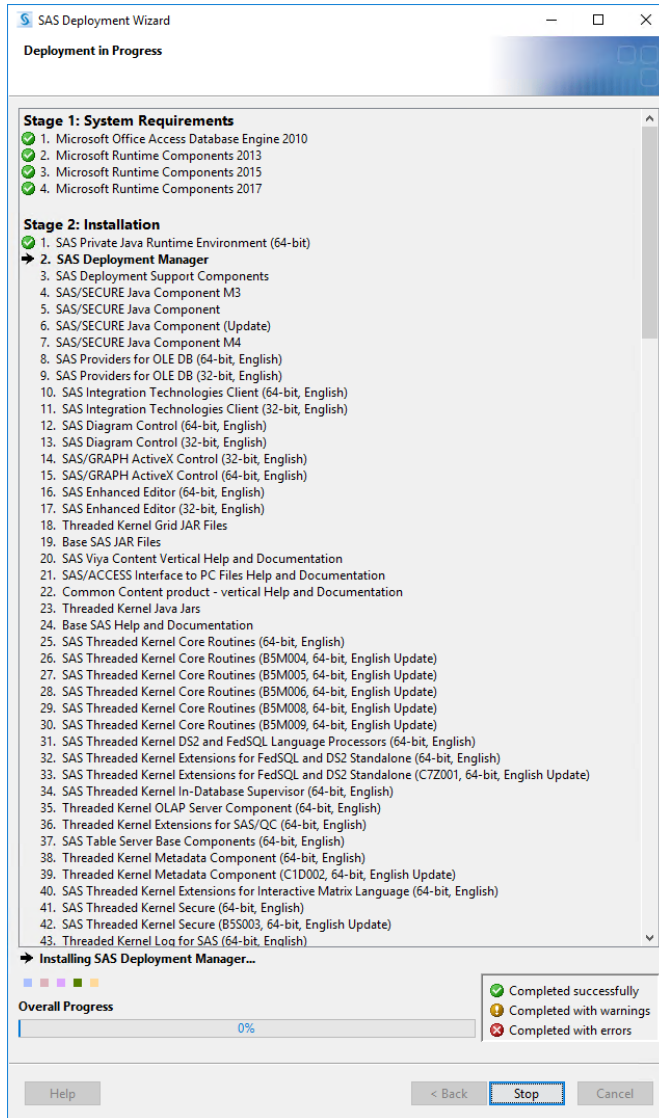 SAS Deployment Wizard
Deployment in Progress
Stage 1: System Requirements
1. Microsoft Office Access Database Engine 2010
2. Microsoft Runtime Components 2013
3. Microsoft Runtime Components 2015
4. Microsoft Runtime Components 2017
Stage 2: Installation
1. SAS Private Java Runtime Environment (64-bit)
2. SAS Deployment Manager
3. SAS Deployment Support Components
4. SAS/SECURE Java Component M3
5. SAS/SECURE Java Component
6. SAS/SECURE Java Component (Update)
7. SAS/SECURE Java Component M4
8. SAS Providers for OLE DB (64-bit, English)
9. SAS Providers for OLE DB (32-bit, English)
10. SAS Integration Technologies Client (64-bit, English)
11. SAS Integration Technologies Client (32-bit, English)
12. SAS Diagram Control (64-bit, English)
13. SAS Diagram Control (32-bit, English)
14. SAS/GRAPH ActiveX Control (32-bit, English)
15. SAS/GRAPH ActiveX Control (64-bit, English)
16. SAS Enhanced Editor (64-bit, English)
17. SAS Enhanced Editor (32-bit, English)
18. Threaded Kernel Grid JAR Files
19. Base SAS JAR Files
20. SAS Viya Content Vertical Help and Documentation
21. SAS/ACCESS Interface to PC Files Help and Documentation
22. Common Content product - vertical Help and Documentation
23. Threaded Kernel Java Jars
24. Base SAS Help and Documentation
25. SAS Threaded Kernel Core Routines (64-bit, English)
26. SAS Threaded Kernel Core Routines (B5M004, 64-bit, English Update)
27. SAS Threaded Kernel Core Routines (B5M005, 64-bit, English Update)
28. SAS Threaded Kernel Core Routines (B5M006, 64-bit, English Update)
29. SAS Threaded Kernel Core Routines (B5M008, 64-bit, English Update)
30. SAS Threaded Kernel Core Routines (B5M009, 64-bit, English Update)
31. SAS Threaded Kernel DS2 and FedSQL Language Processors (64-bit, English)
32. SAS Threaded Kernel Extensions for FedSQL and DS2 Standalone (64-bit, English)
33. SAS Threaded Kernel Extensions for FedSQL and DS2 Standalone (C7Z001, 64-bit, English Update)
34. SAS Threaded Kernel In-Database Supervisor (64-bit, English)
35. Threaded Kernel OLAP Server Component (64-bit, English)
36. Threaded Kernel Extensions for SAS/QC (64-bit, English)
37. SAS Table Server Base Components (64-bit, English)
38. Threaded Kernel Metadata Component (64-bit, English)
39. Threaded Kernel Metadata Component (C1D002, 64-bit, English Update)
40. SAS Threaded Kernel Extensions for Interactive Matrix Language (64-bit, English)
41. SAS Threaded Kernel Secure (64-bit, English)
42. SAS Threaded Kernel Secure (B5S003, 64-bit, English Update)
43. Threaded Kernel Log for SAS (64-bit, English)
Installing SAS Deployment Manager...
Overall Progress
0%
Completed successfully
Completed with warnings
Completed with errors
Help
< Back
Stop
Cancel